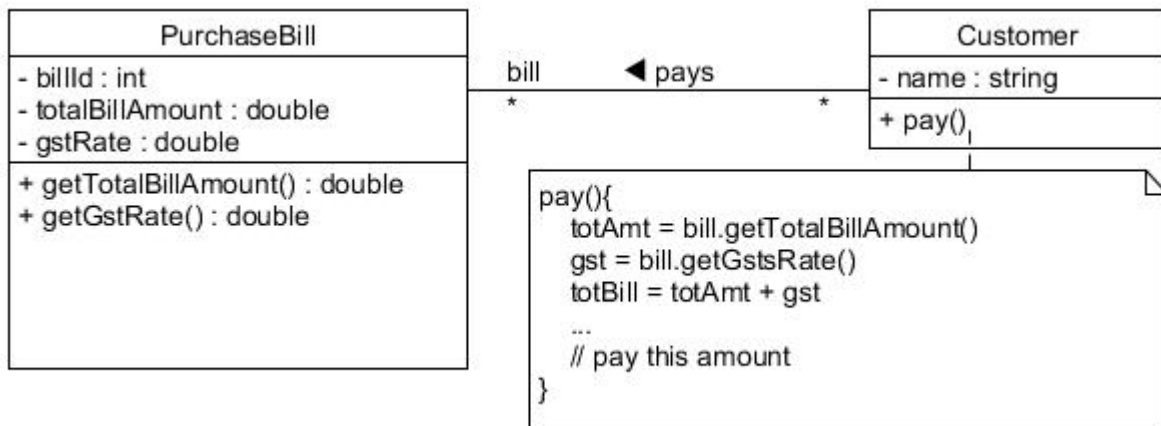 PurchaseBill
- billId : int
- totalBillAmount : double
- gstRate : double
+ getTotalBillAmount() : double
+ getGstRate() : double
bill ◀ pays
* *
Customer
- name : string
+ pay()
pay(){
totAmt = bill.getTotalBillAmount()
gst = bill.getGstsRate()
totBill = totAmt + gst
...
// pay this amount
}